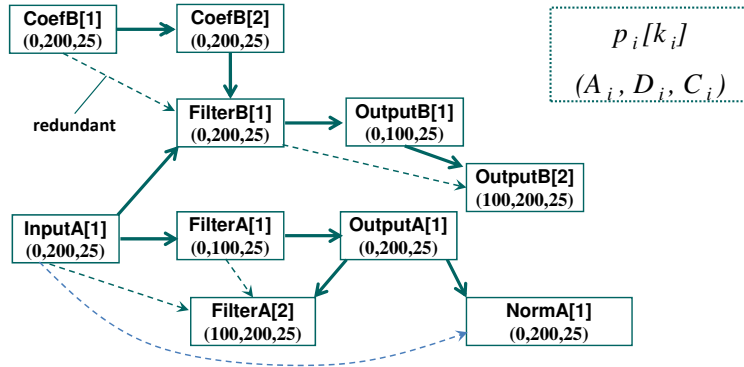 CoefB[1]
(0,200,25)
CoefB[2]
(0,200,25)
p i [k i ]
(A i , D i , C i )
redundant
FilterB[1]
(0,200,25)
OutputB[1]
(0,100,25)
OutputB[2]
(100,200,25)
InputA[1]
(0,200,25)
FilterA[1]
(0,100,25)
OutputA[1]
(0,200,25)
FilterA[2]
(100,200,25)
NormA[1]
(0,200,25)